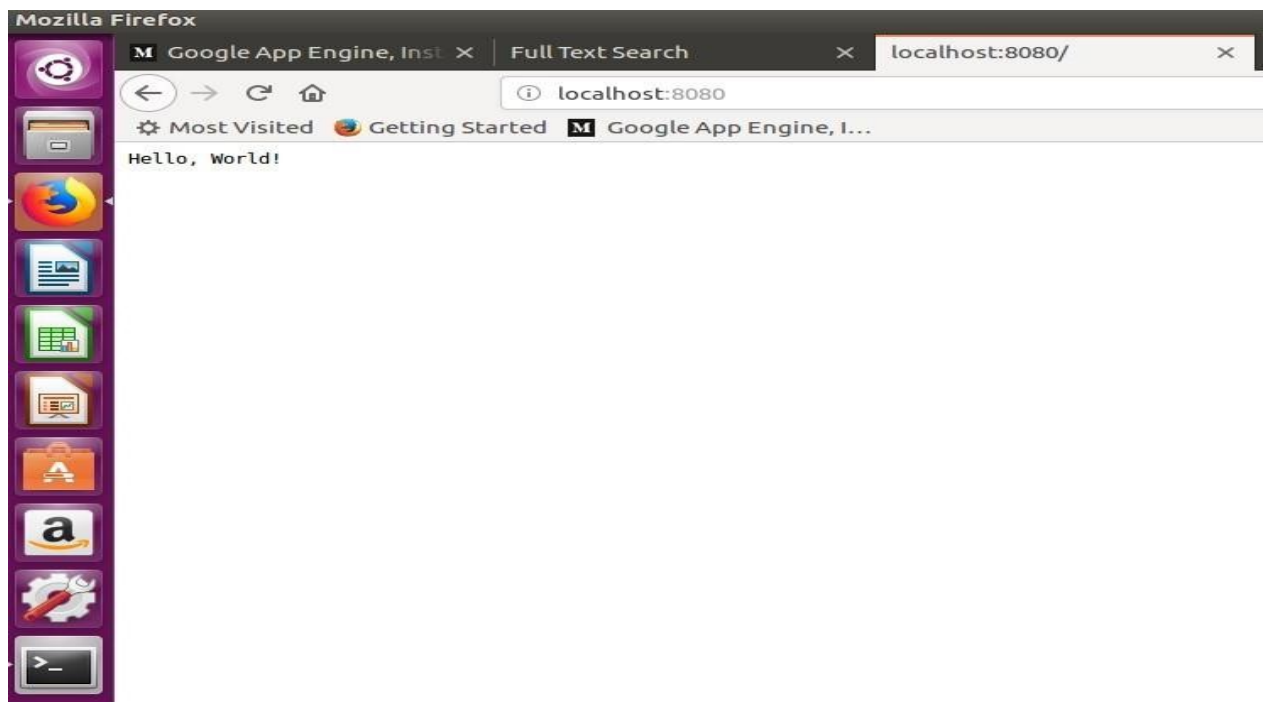 Mozilla Firefox
M Google App Engine, Inst Full Text Search localhost:8080/
localhost:8080
Most Visited Getting Started M Google App Engine, I...
Hello, World!
A
a
>_